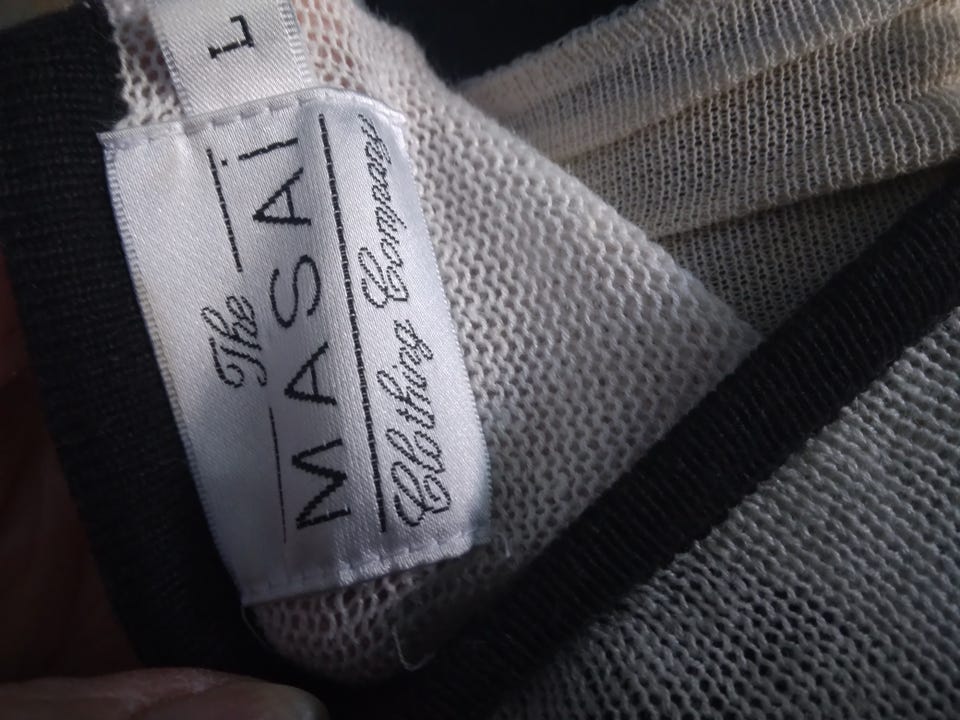 L
The
MASAi
Clothing Company